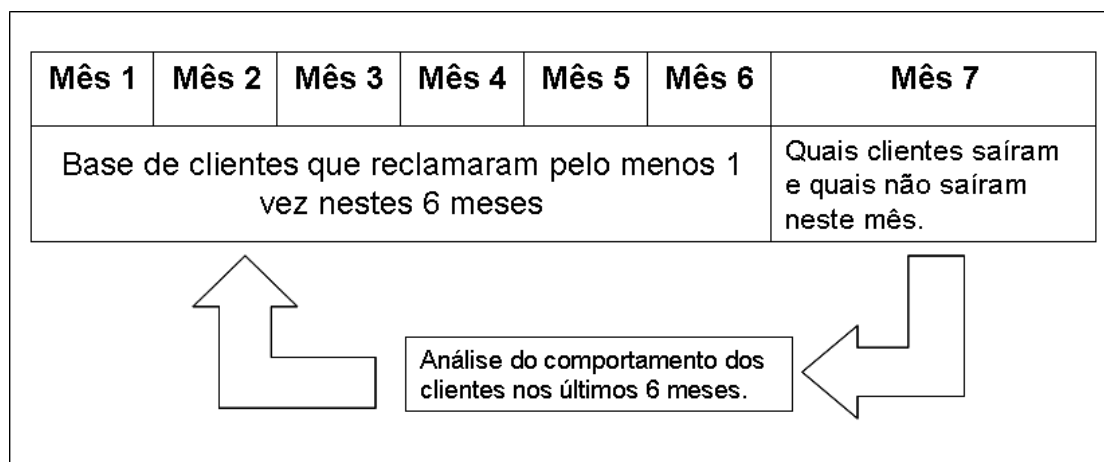 Mês 1 Mês 2 Mês 3 Mês 4 Mês 5 Mês 6 Mês 7
Base de clientes que reclamaram pelo menos 1
vez nestes 6 meses
Quais clientes saíram
e quais não saíram
neste mês.
Análise do comportamento dos
clientes nos últimos 6 meses.